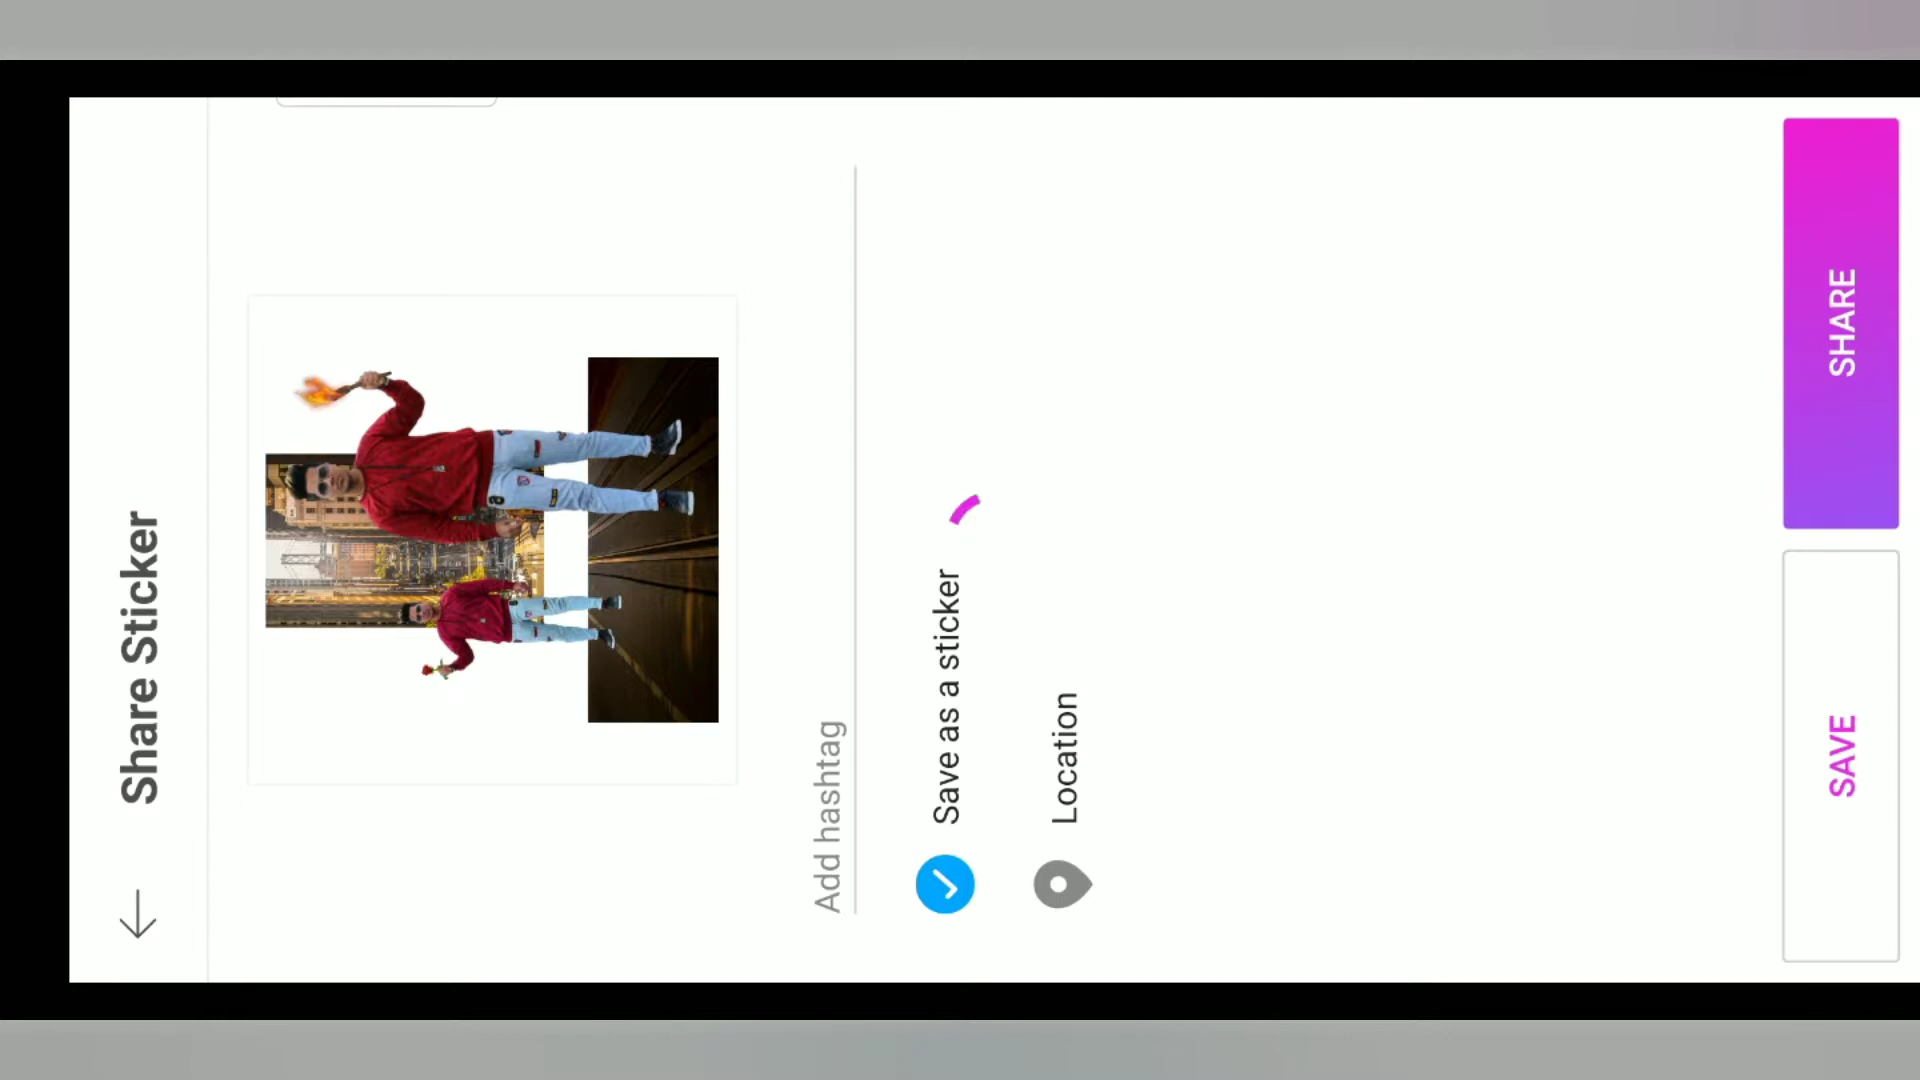 Share Sticker
Add hashtag
Save as a sticker
Location
SAVE
SHARE